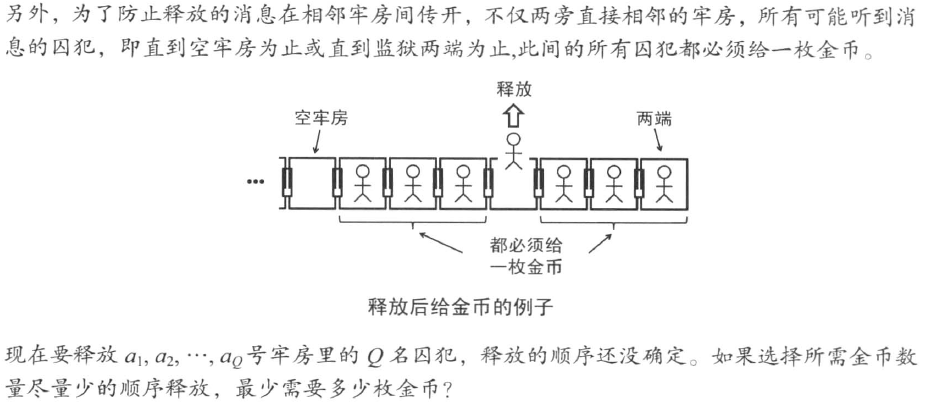 另外，为了防止释放的消息在相邻牢房间传开，不仅两旁直接相邻的牢房，所有可能听到消
息的囚犯，即直到空牢房为止或直到监狱两端为止,此间的所有囚犯都必须给一枚金币。
释放
空牢房
两端
...
都必须给
一枚金币
释放后给金币的例子
现在要释放 a₁, a₂, ⋯, a_Q 号牢房里的 Q 名囚犯，释放的顺序还没确定。如果选择所需金币数
量尽量少的顺序释放，最少需要多少枚金币？